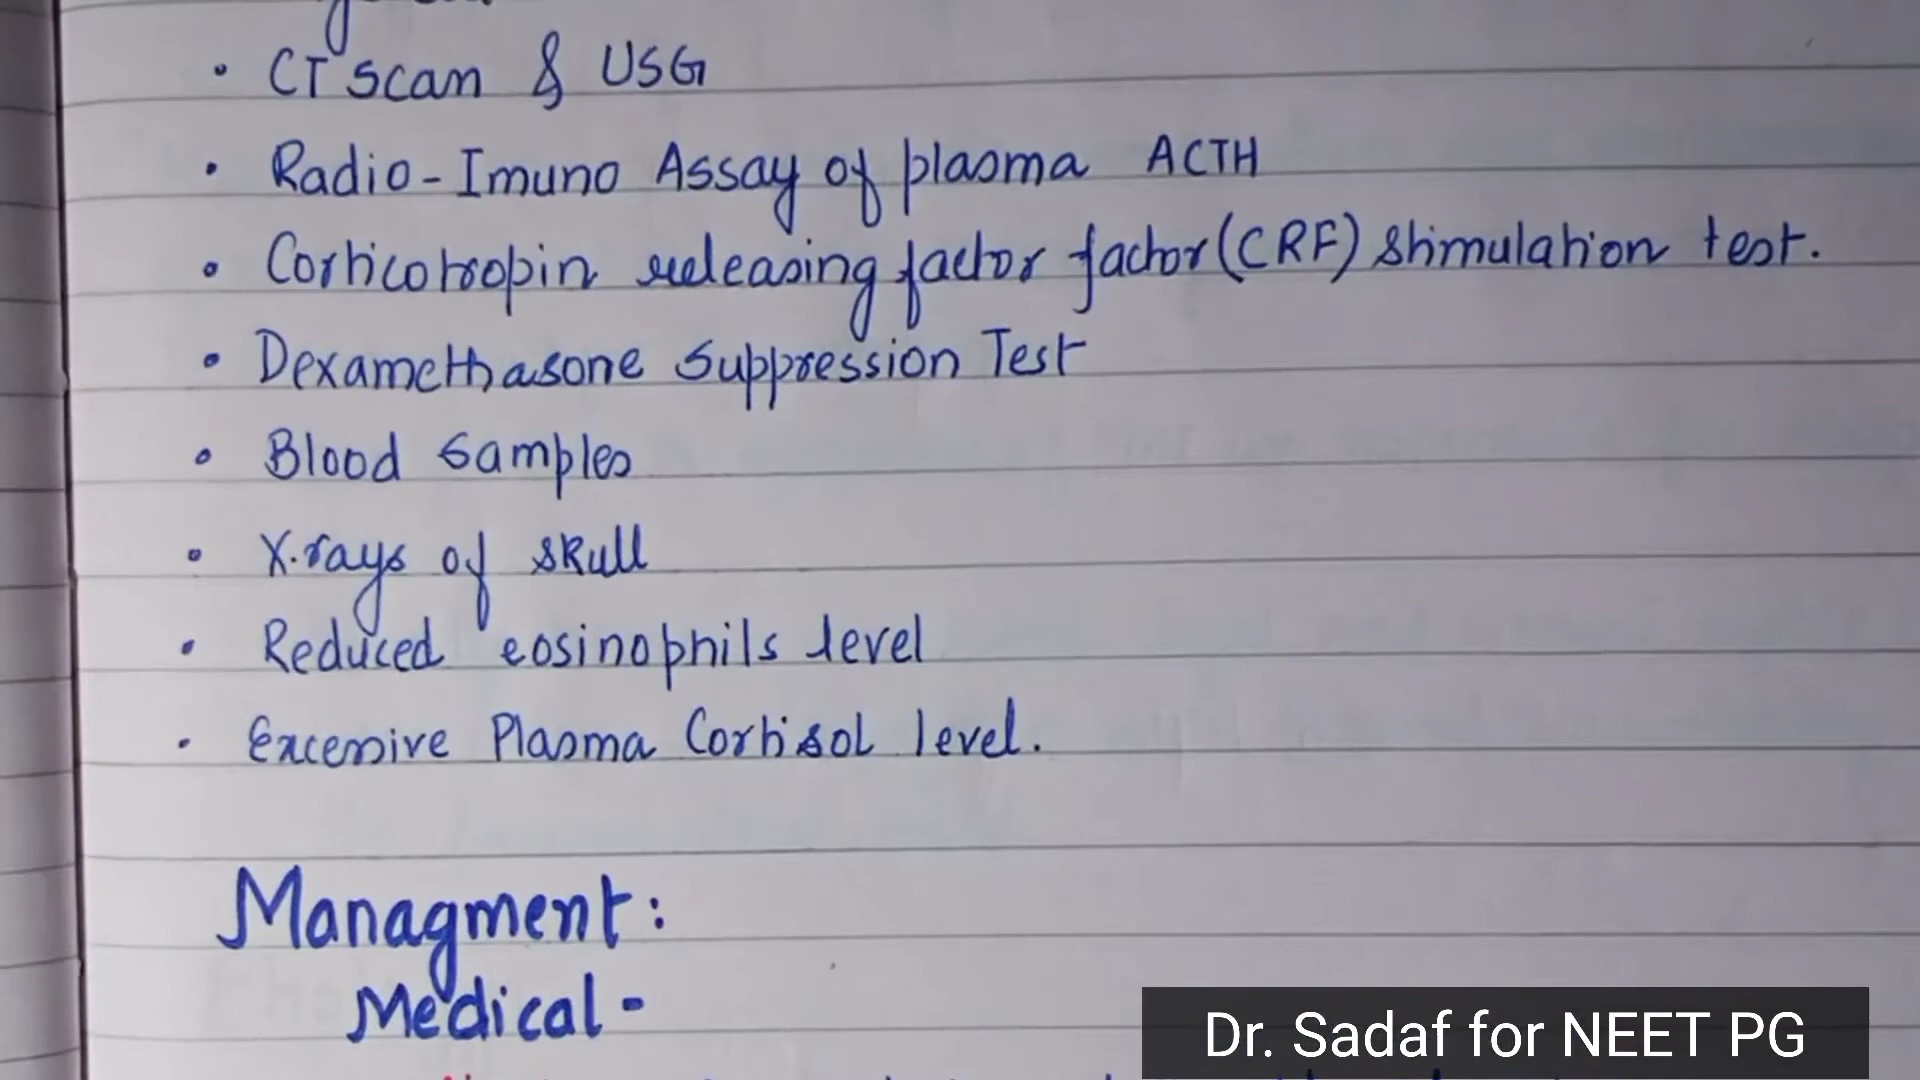 • CT Scan & USG
• Radio-Imuno Assay of plasma ACTH
• Corticotropin releasing factor factor (CRF) Stimulation test.
• Dexamethasone Suppression Test
• Blood Samples
• X.rays of skull
• Reduced eosinophils level
• Excessive Plasma Cortisol level.
Managment:
Medical -
Dr. Sadaf for NEET PG